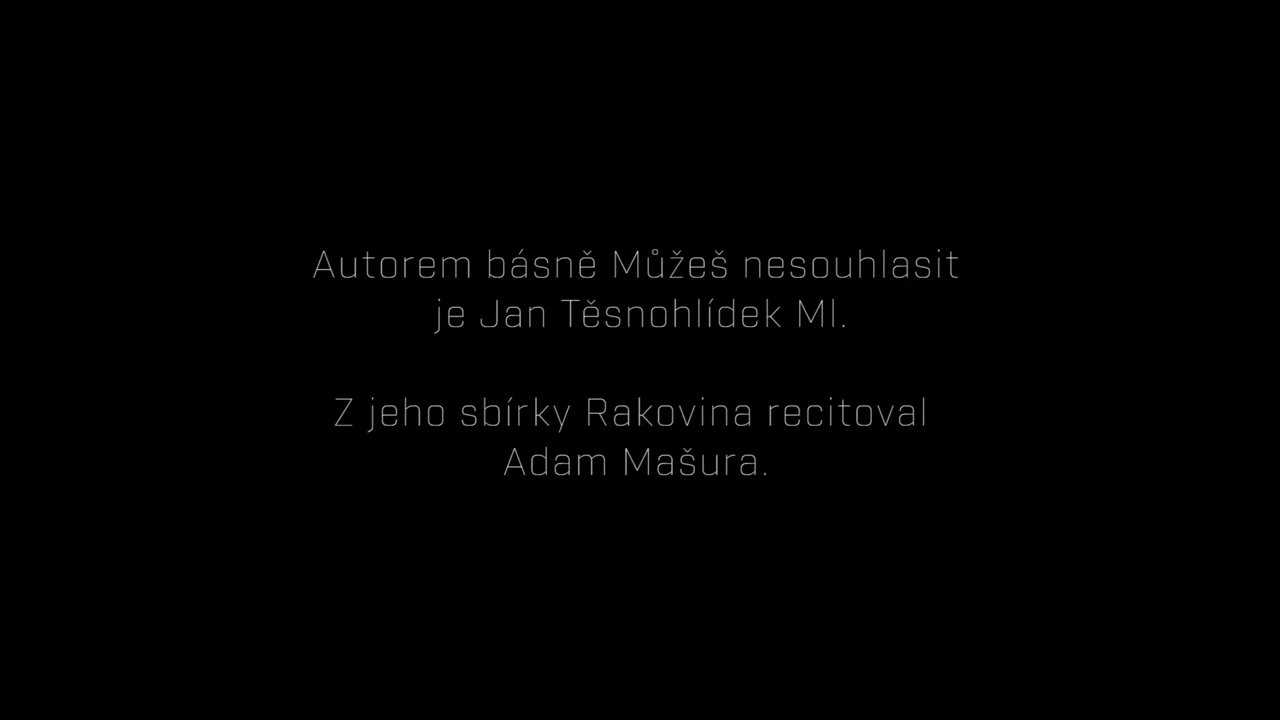 Autorem básně Můžeš nesouhlasit
je Jan Těsnohlídek Ml.
Z jeho sbírky Rakovina recitoval
Adam Mašura.